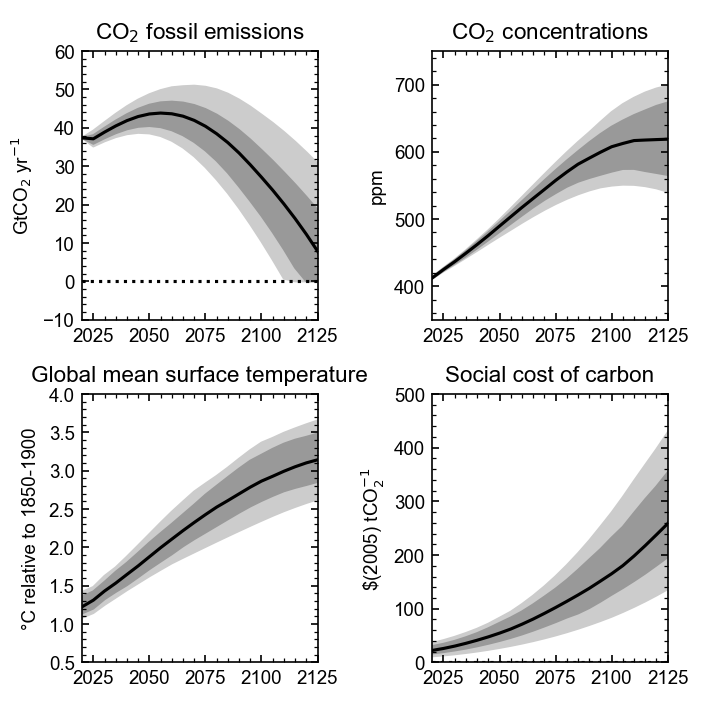 CO₂ fossil emissions
GtCO₂ yr⁻¹
60
50
40
30
20
10
0
−10
2025 2050 2075 2100 2125
CO₂ concentrations
ppm
700
600
500
400
2025 2050 2075 2100 2125
Global mean surface temperature
°C relative to 1850-1900
4.0
3.5
3.0
2.5
2.0
1.5
1.0
0.5
2025 2050 2075 2100 2125
Social cost of carbon
$(2005) tCO₂⁻¹
500
400
300
200
100
0
2025 2050 2075 2100 2125